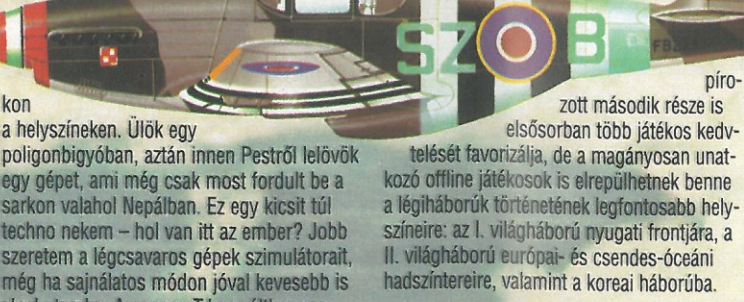 SZ B
FB
kon
a helyszíneken. Ülök egy
poligonbigyóban, aztán innen Pestről lelövök
egy gépet, ami még csak most fordult be a
sarkon valahol Nepálban. Ez egy kicsit túl
techno nekem – hol van itt az ember? Jobb
szeretem a légcsavaros gépek szimulátorait,
még ha sajnálatos módon jóval kevesebb is
píro-
zott második része is
elsősorban több játékos kedv-
telését favorizálja, de a magányosan unat-
kozó offline játékosok is elrepülhetnek benne
a légiháborúk történetének legfontosabb hely-
színeire: az I. világháború nyugati frontjára, a
II. világháború európai- és csendes-óceáni
hadszíntereire, valamint a koreai háborúba.